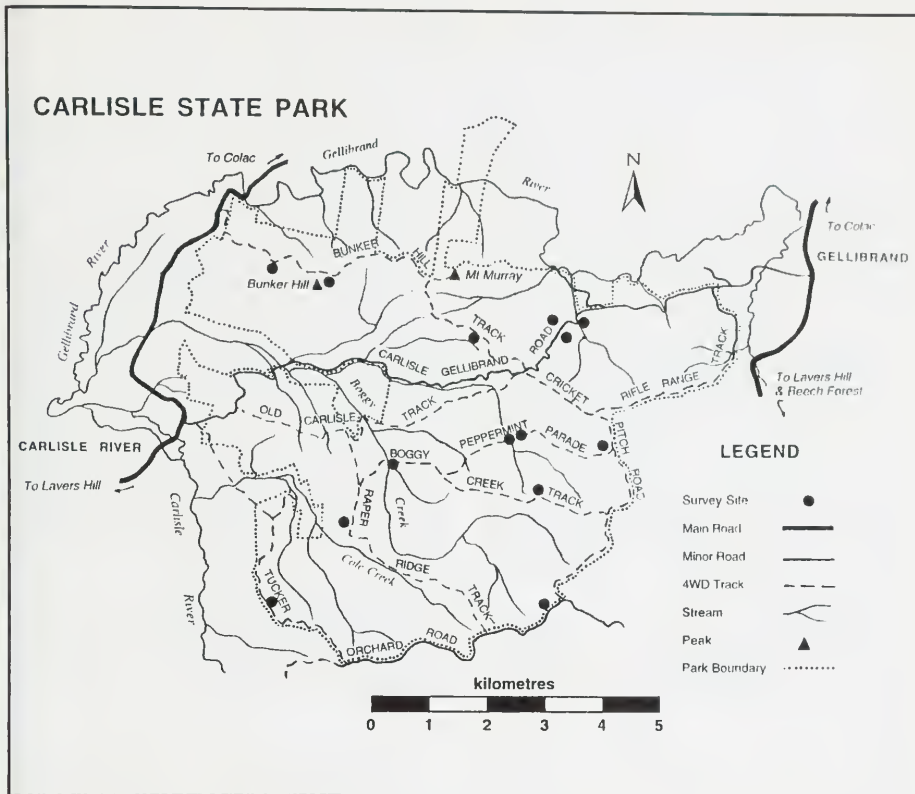 CARLISLE STATE PARK
To Colac
Gellibrand
River
N
Gellibrand River
BUNKER HILL TRACK
Bunker Hill
Mt Murray
To Colac
GELLIBRAND
CARLISLE GELLIBRAND ROAD
CRICKET PITCH ROAD
RIFLE RANGE TRACK
To Lavers Hill
& Beech Forest
OLD CARLISLE TRACK
Boggy Creek
CARLISLE RIVER
To Lavers Hill
PEPPERMINT PARADE
BOGGY CREEK TRACK
RAPER RIDGE TRACK
Cole Creek
Carlisle River
TUCKER
ORCHARD ROAD
LEGEND
Survey Site
Main Road
Minor Road
4WD Track
Stream
Peak
Park Boundary
kilometres
0 1 2 3 4 5